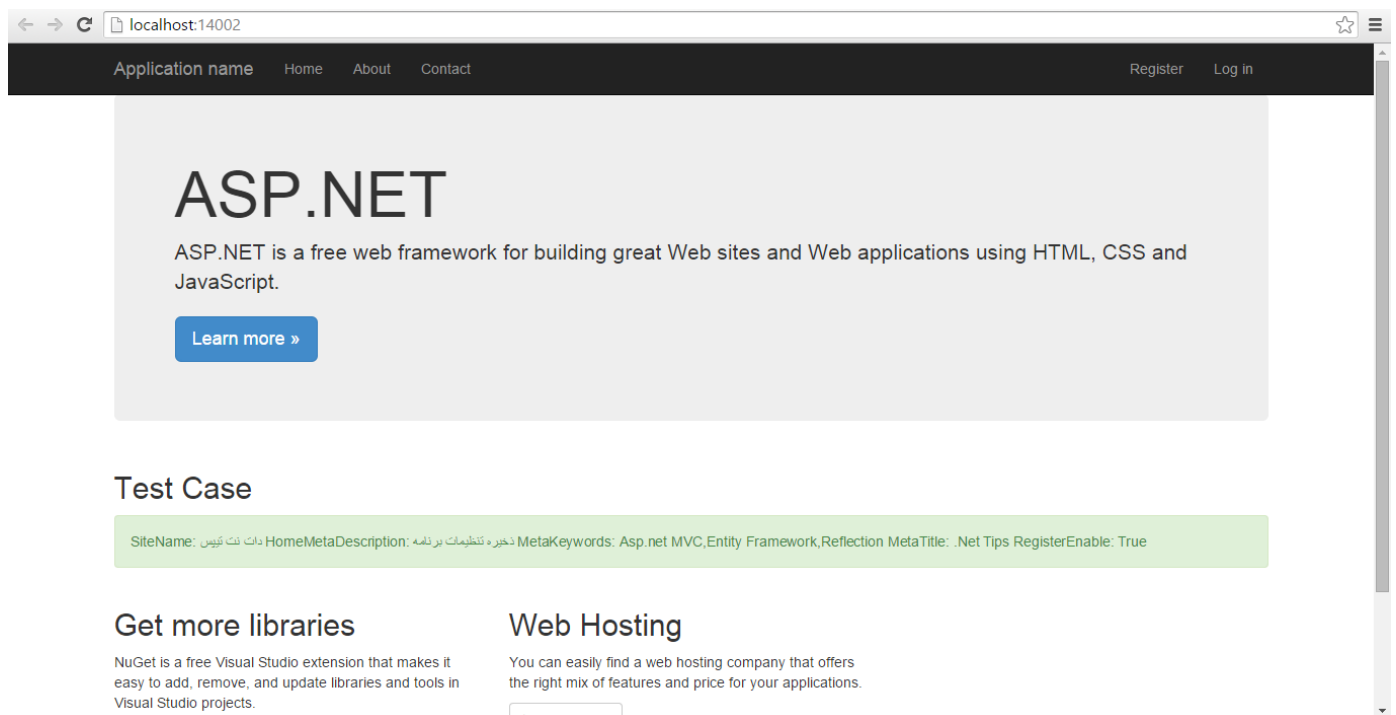 localhost:14002
Application name Home About Contact Register Log in
ASP.NET
ASP.NET is a free web framework for building great Web sites and Web applications using HTML, CSS and
JavaScript.
Learn more »
Test Case
SiteName: دات نت تیپس HomeMetaDescription: ذخیره تنظیمات برنامه MetaKeywords: Asp.net MVC,Entity Framework,Reflection MetaTitle: .Net Tips RegisterEnable: True
Get more libraries
NuGet is a free Visual Studio extension that makes it
easy to add, remove, and update libraries and tools in
Visual Studio projects.
Web Hosting
You can easily find a web hosting company that offers
the right mix of features and price for your applications.